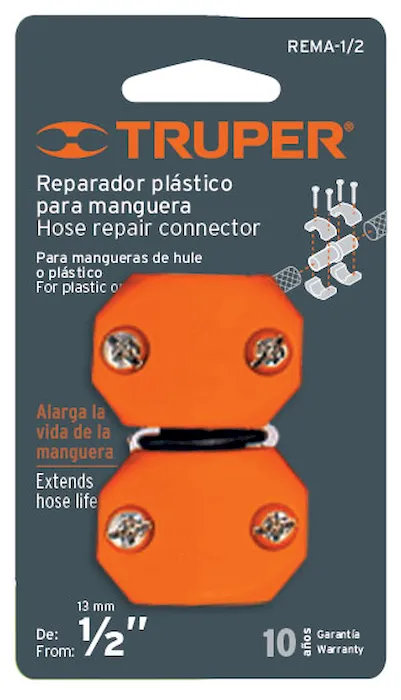 REMA-1/2
TRUPER®
Reparador plástico
para manguera
Hose repair connector
Para mangueras de hule
o plástico
For plastic o
Alarga la
vida de la
manguera
Extends
hose life
13 mm
De:
From:
1/2"
10 años
Garantía
Warranty